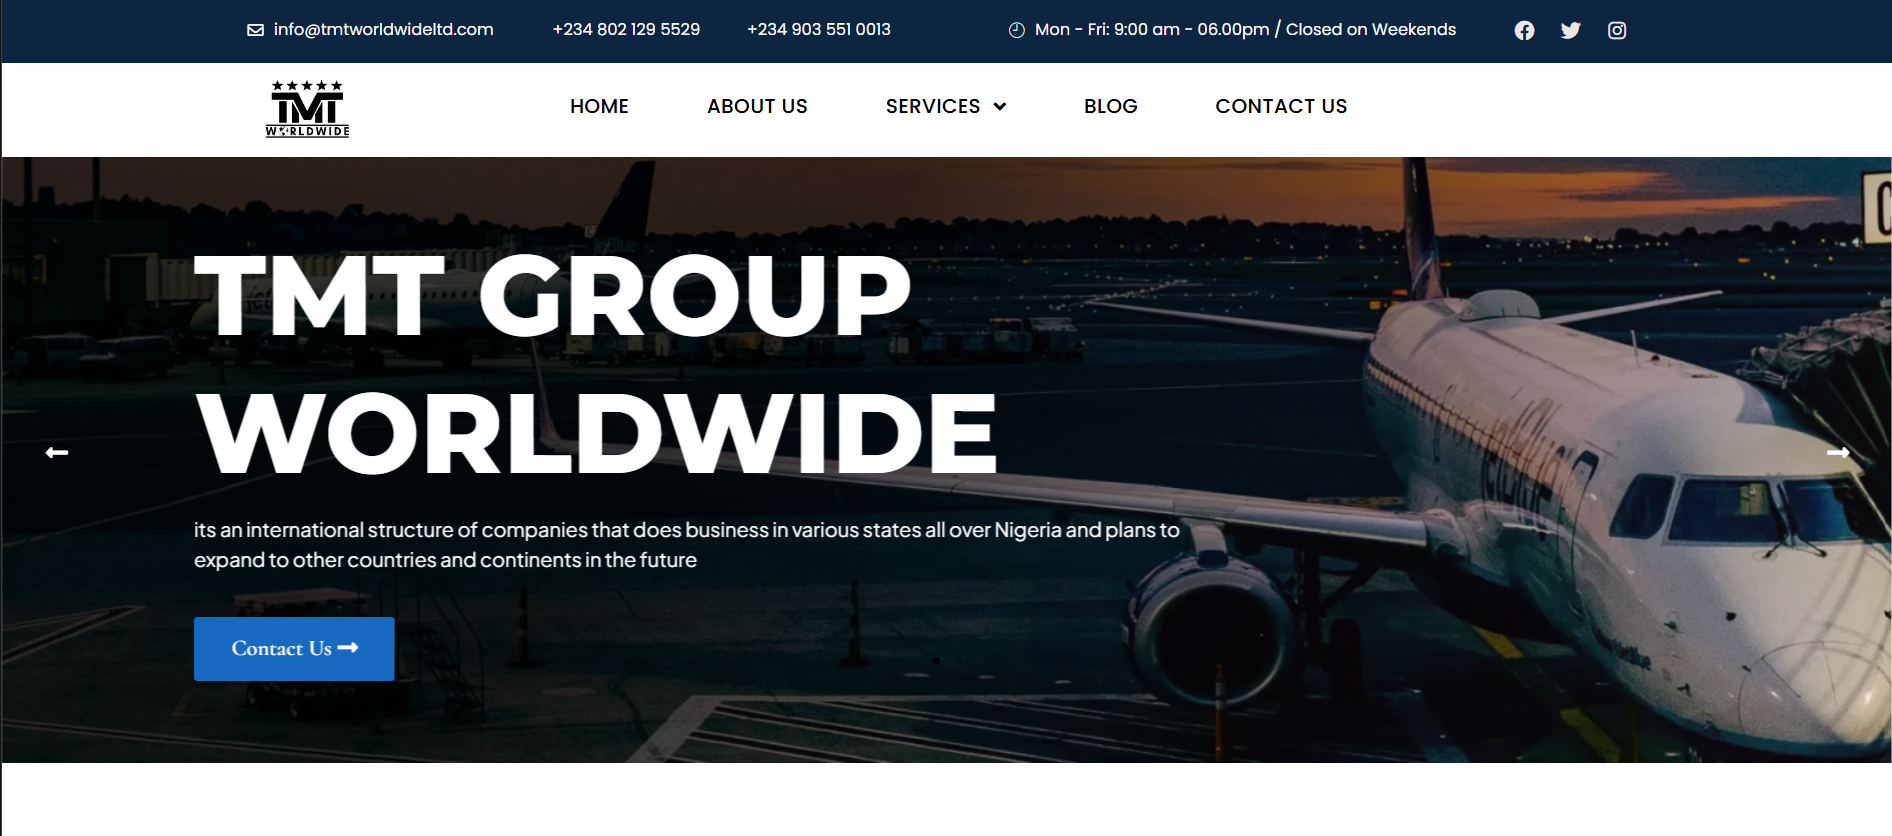 info@tmtworldwideltd.com +234 802 129 5529 +234 903 551 0013 Mon - Fri: 9:00 am - 06.00pm / Closed on Weekends
TMT
WORLDWIDE
HOME ABOUT US SERVICES BLOG CONTACT US
TMT GROUP
WORLDWIDE
its an international structure of companies that does business in various states all over Nigeria and plans to
expand to other countries and continents in the future
Contact Us
jetBlue
JetBlue